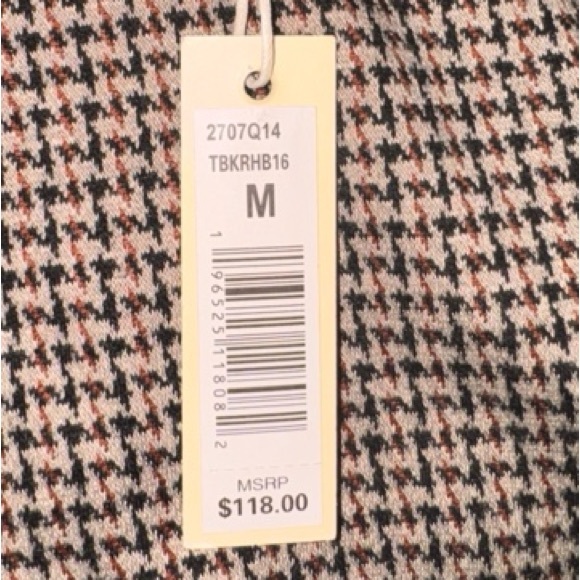 2707Q14
TBKRHB16
M
1 96525 11808 2
MSRP
$118.00